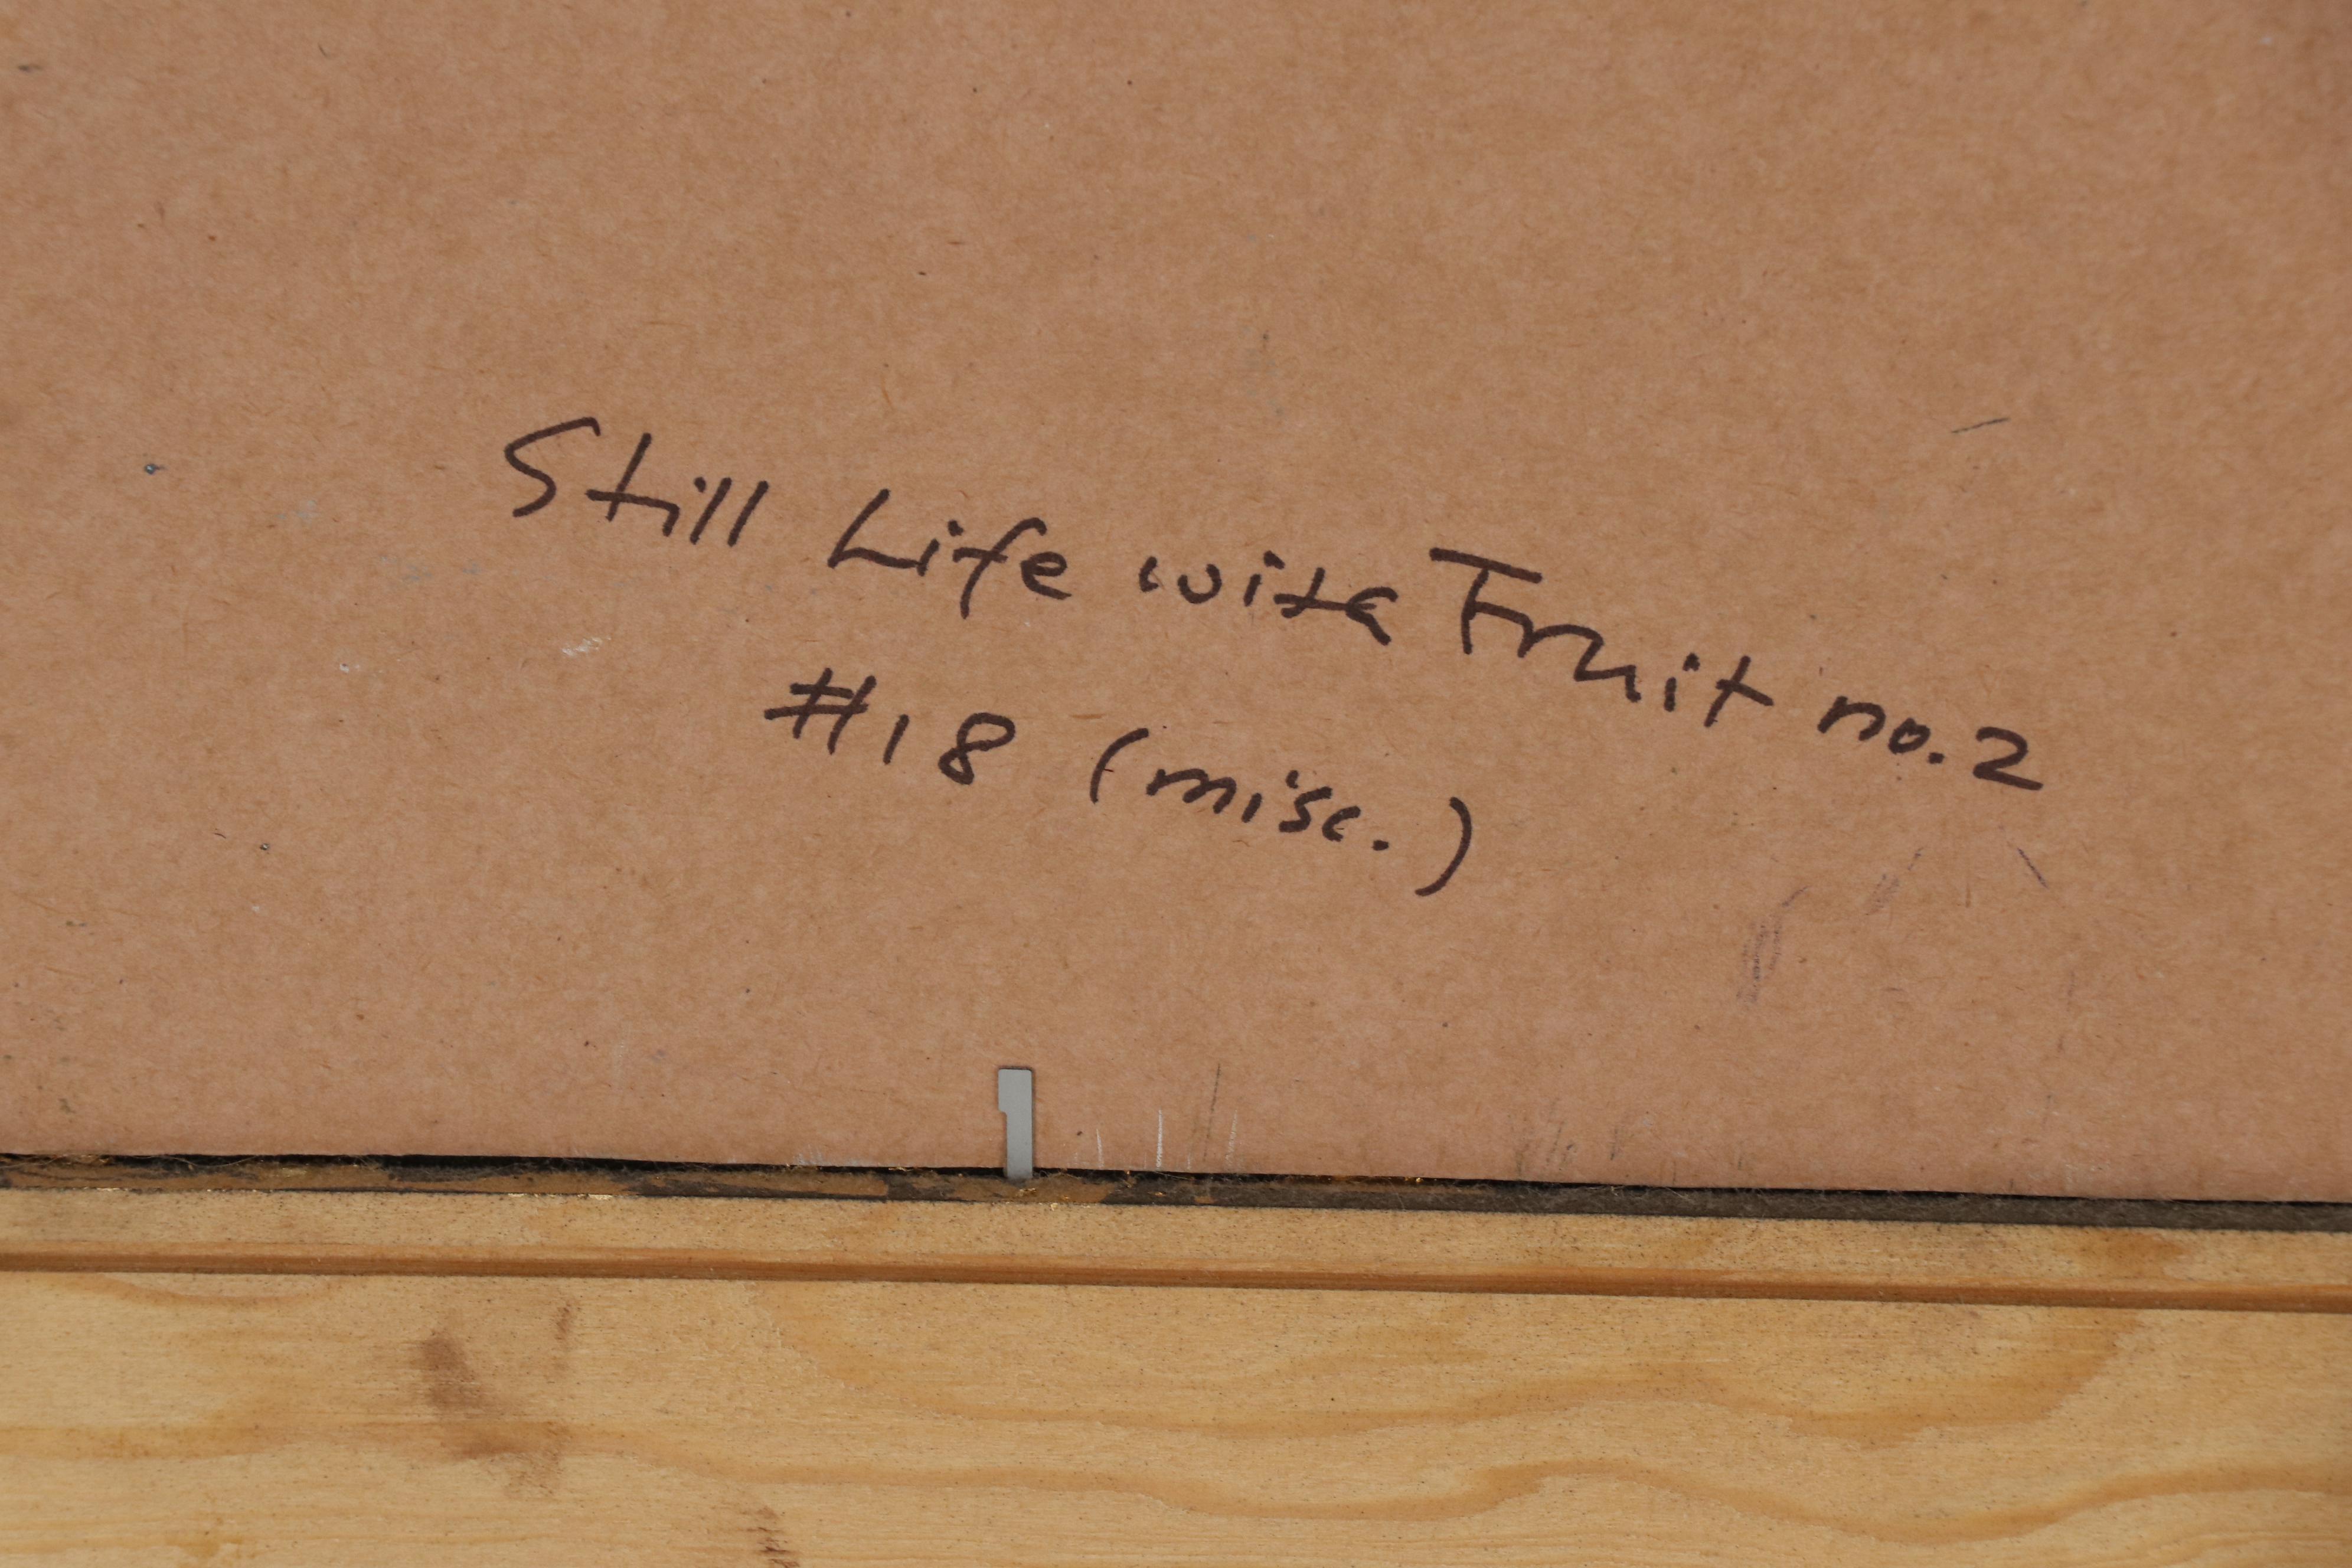 Still Life with Fruit no.2
#18 (misc.)